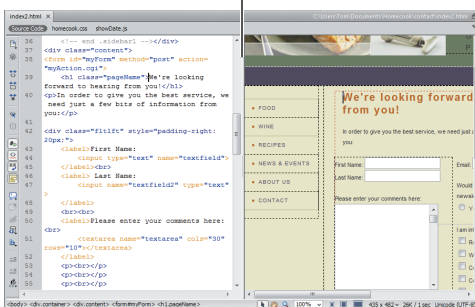 index2.html ×
Source Code homecook.css showDate.js
36 <!-- end .sidebar1 --></div>
37 <div class="content">
38 <form id="myForm" method="post" action=
"myAction.cgi">
39 <h1 class="pageName">We're looking
forward to hearing from you!</h1>
40 <p>In order to give you the best service, we
need just a few bits of information from
you:</p>
41
42 <div class="fltlft" style="padding-right:
20px;">
43 <label>First Name:
44 <input type="text" name="textfield">
45 </label><br>
46 <label> Last Name:
47 <input name="textfield2" type="text"
>
48 </label>
49 <br><br>
50 <label>Please enter your comments here:
<br>
51 <textarea name="textarea" cols="30"
rows="10"></textarea>
52 </label>
53 <p><br></p>
54 <p><br></p>
55 <p><br></p>
<body> <div.container> <div.content> <form#myForm> <h1.pageName>
C:\Users\Tom\Documents\Homecook\contact\index2.html
FOOD
WINE
RECIPES
NEWS & EVENTS
ABOUT US
CONTACT
We're looking forward
from you!
In order to give you the best service, we need just
you:
First Name:
Email:
Last Name:
Would
Please enter your comments here:
I am in
100% 435 x 482 26K / 1 sec Unicode (UTF-8